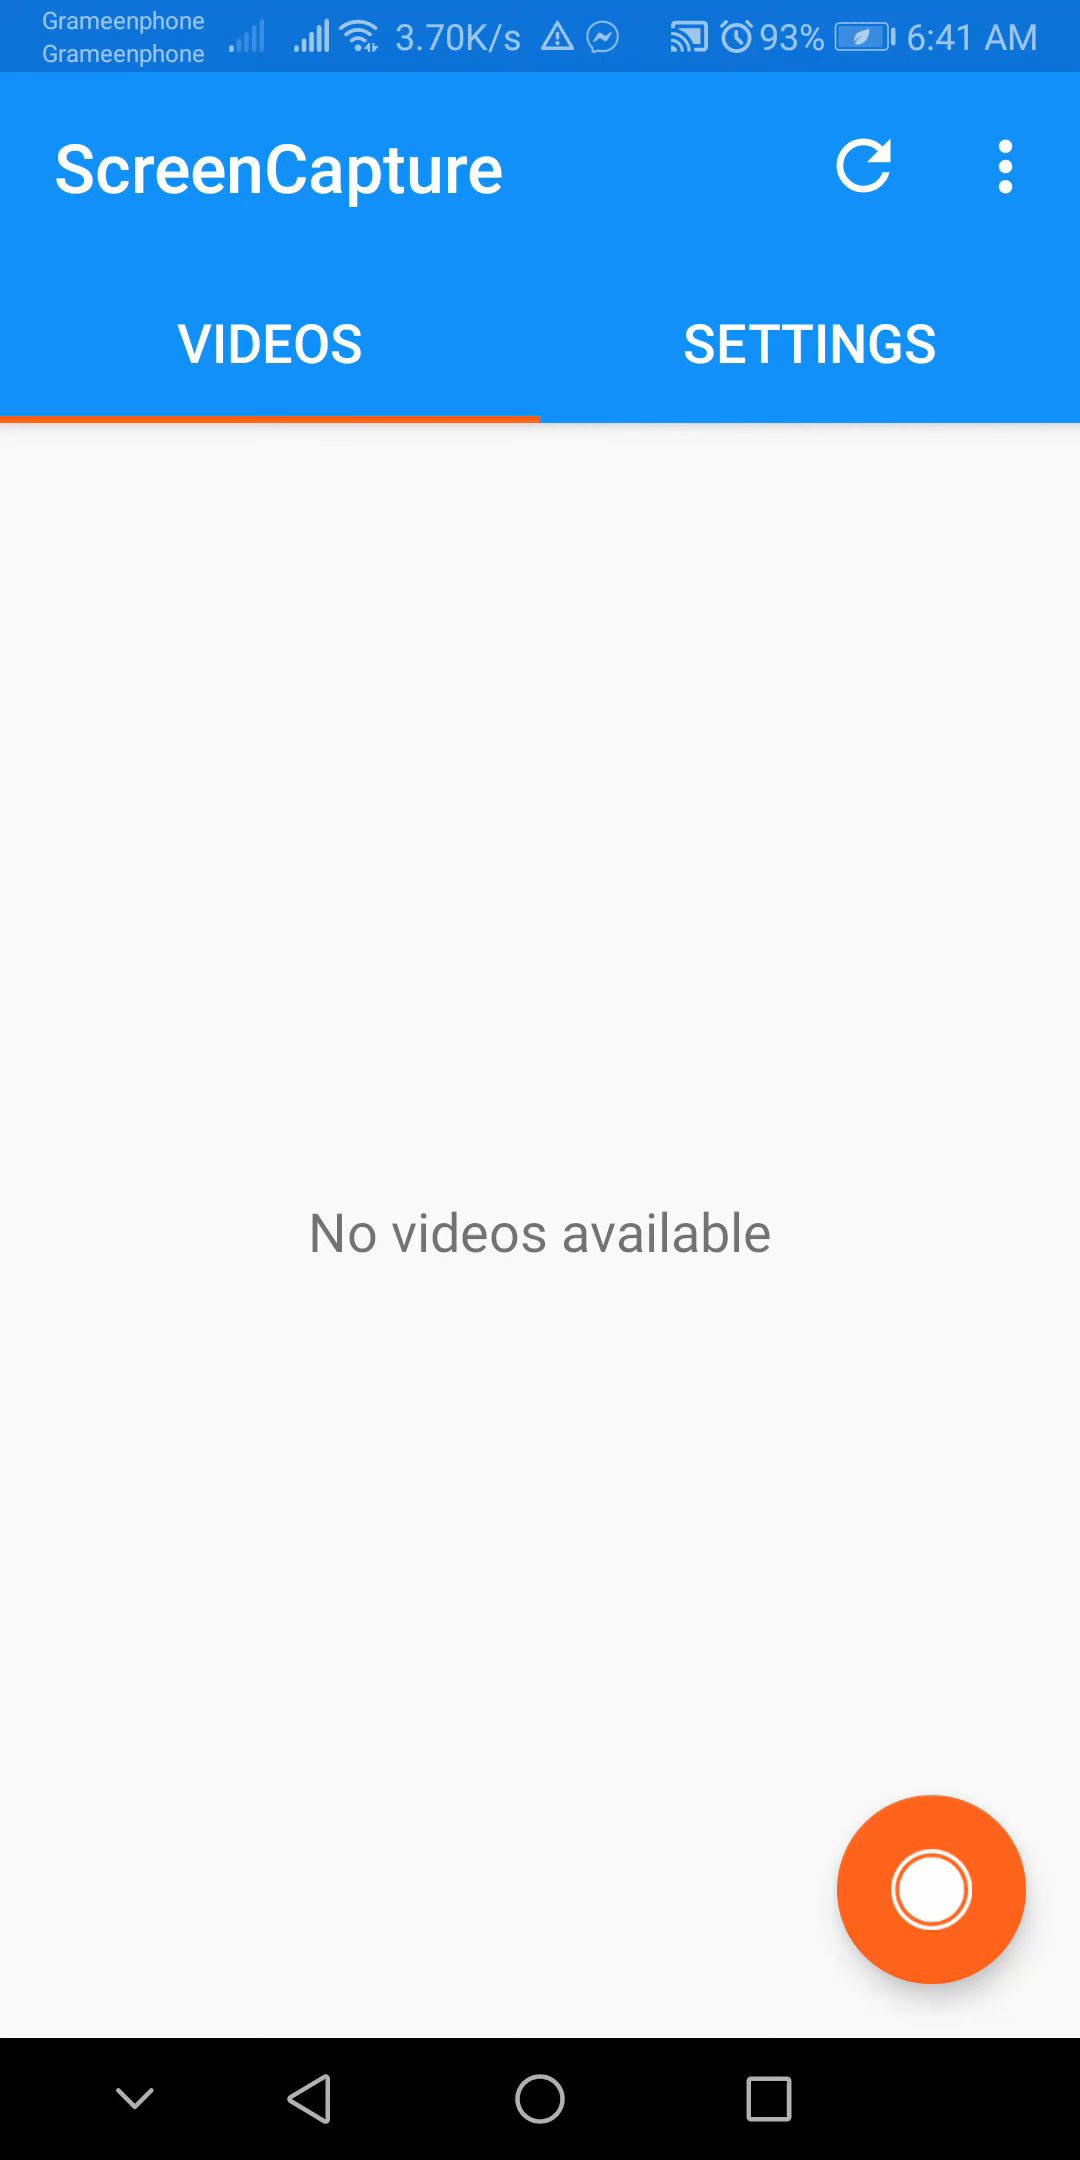 Grameenphone
Grameenphone
3.70K/s
93%
6:41 AM
ScreenCapture
VIDEOS
SETTINGS
No videos available